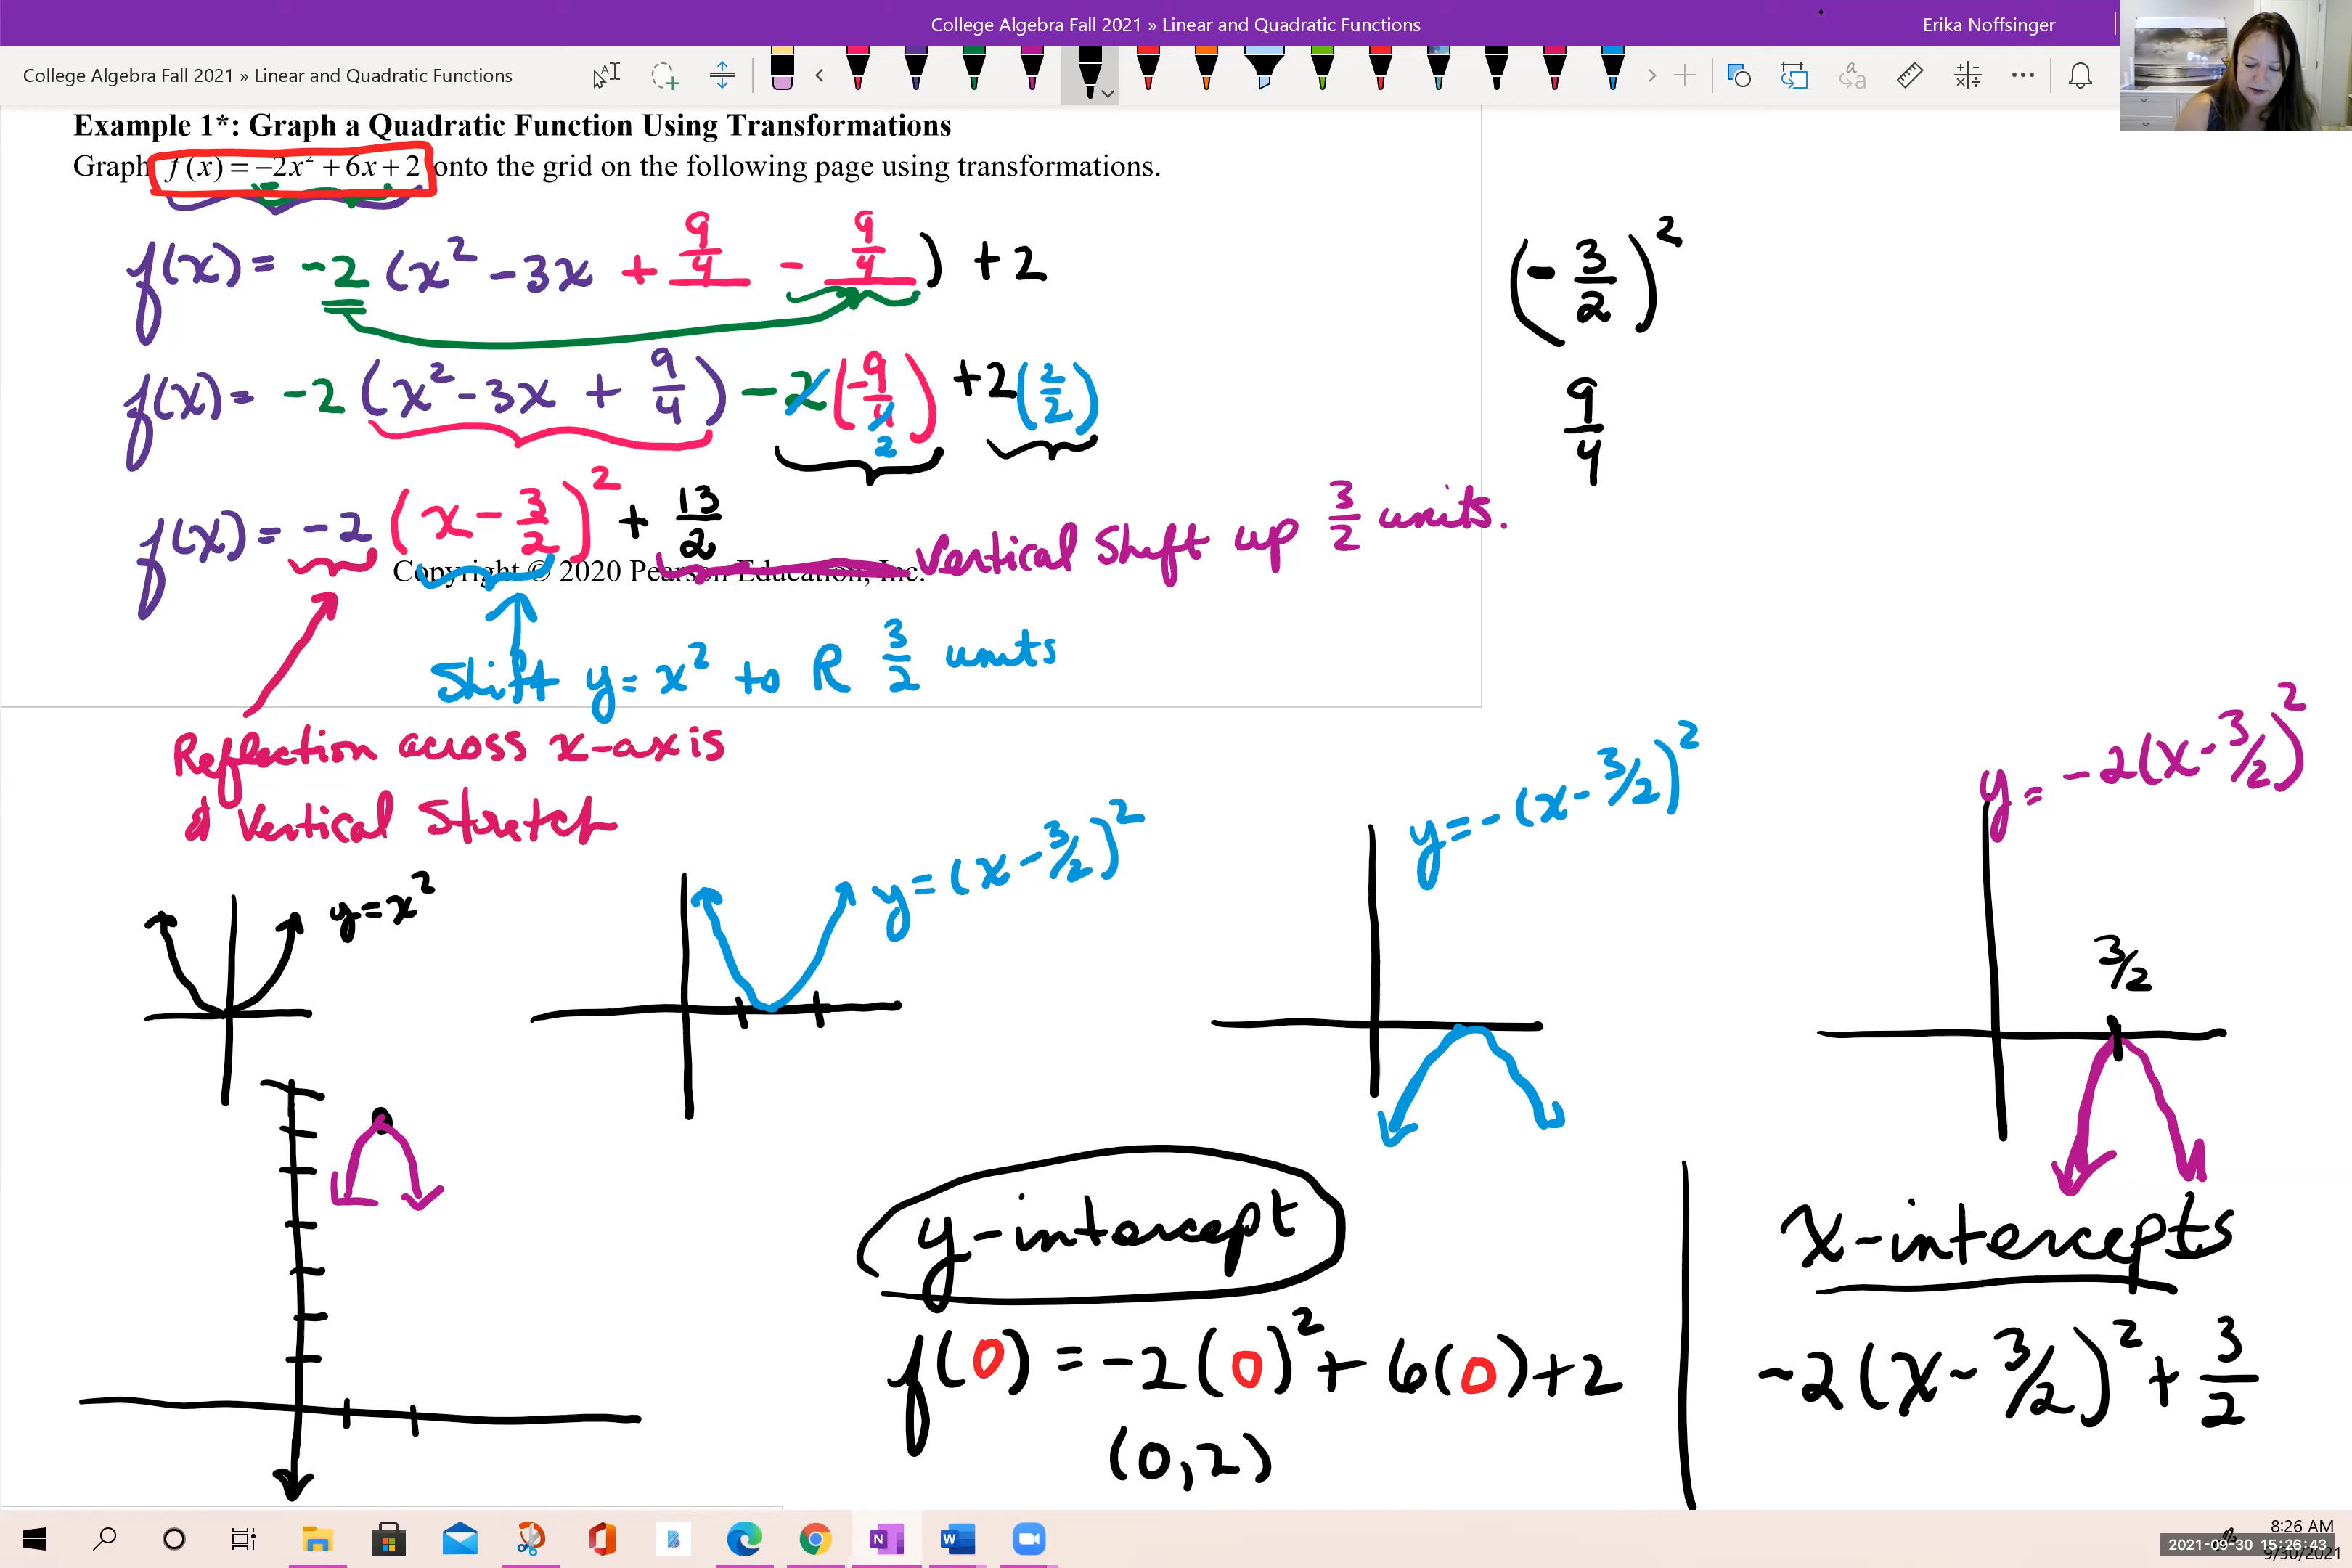 College Algebra Fall 2021 » Linear and Quadratic Functions
Erika Noffsinger
College Algebra Fall 2021 » Linear and Quadratic Functions
Example 1*: Graph a Quadratic Function Using Transformations
Graph f(x) = −2x² + 6x + 2 onto the grid on the following page using transformations.
f(x) = -2 (x² - 3x + 9/4 - 9/4) + 2
(- 3/2)²
9/4
f(x) = -2 (x² - 3x + 9/4) - 2(-9/4) + 2(2/2)
2
f(x) = -2 (x - 3/2)² + 13/2
Vertical Shift up 3/2 units.
Copyright © 2020 Pearson Education, Inc.
Shift y = x² to R 3/2 units
Reflection across x-axis
& Vertical Stretch
y = x²
y = (x - 3/2)²
y = - (x - 3/2)²
y = -2(x - 3/2)²
3/2
y-intercept
f(0) = -2(0)² + 6(0) + 2
(0,2)
x-intercepts
-2(x - 3/2)² + 3/2
8:26 AM
9/30/2021
2021-09-30 15:26:43